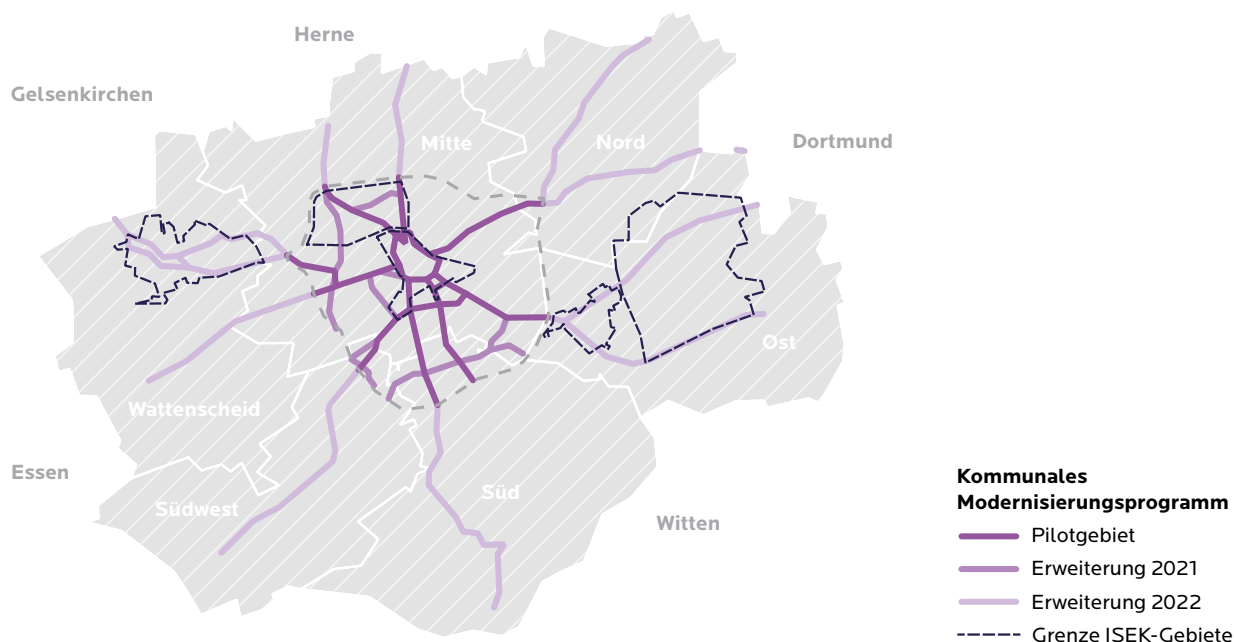 Herne
Gelsenkirchen
Mitte
Nord
Dortmund
Ost
Wattenscheid
Essen
Südwest
Süd
Witten
Kommunales
Modernisierungsprogramm
Pilotgebiet
Erweiterung 2021
Erweiterung 2022
Grenze ISEK-Gebiete